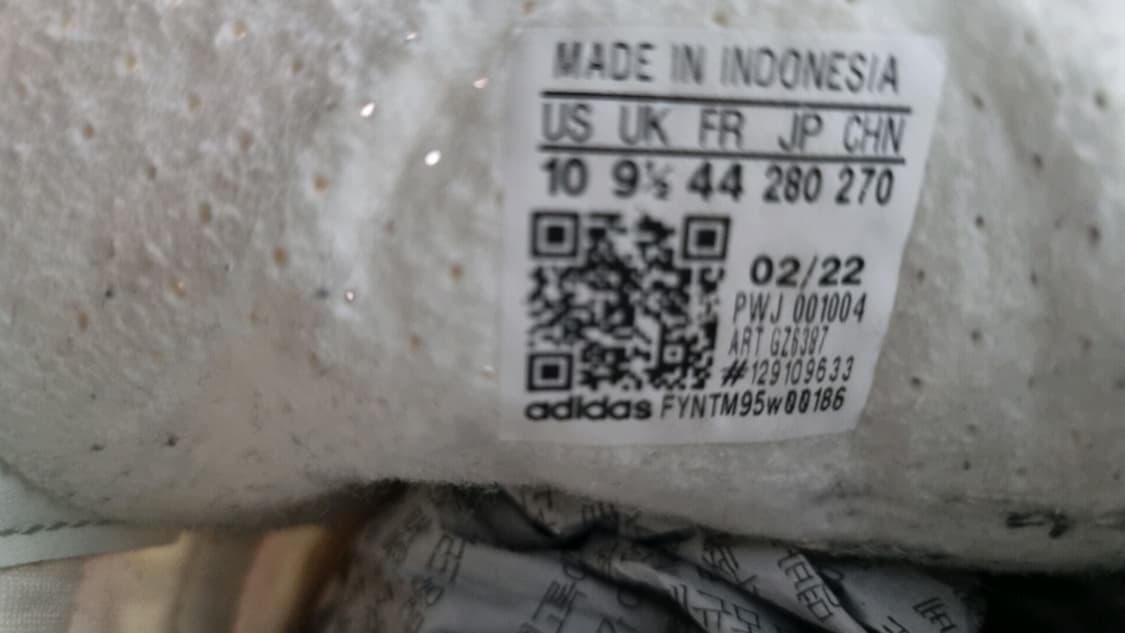 MADE IN INDONESIA
US UK FR JP CHN
10 9½ 44 280 270
02/22
PWJ 001004
ART GZ6387
#129109633
adidas FYNTM95w00186